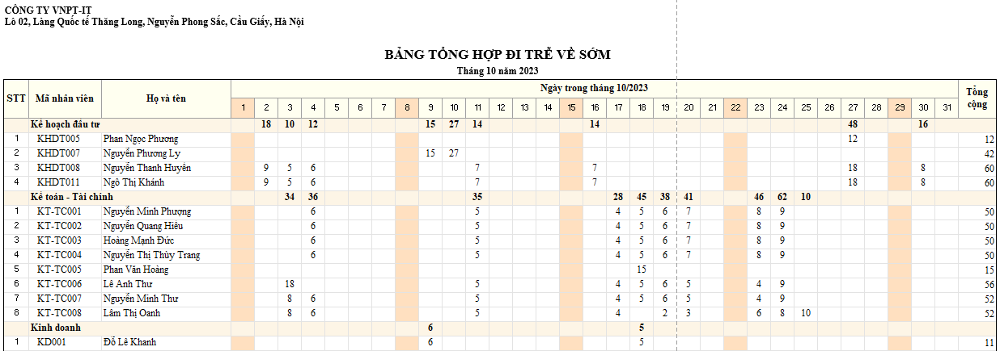 CÔNG TY VNPT-IT
Lô 02, Làng Quốc tế Thăng Long, Nguyễn Phong Sắc, Cầu Giấy, Hà Nội
BẢNG TỔNG HỢP ĐI TRỄ VỀ SỚM
Tháng 10 năm 2023
STT Mã nhân viên Họ và tên Ngày trong tháng 10/2023 Tổng cộng
1 2 3 4 5 6 7 8 9 10 11 12 13 14 15 16 17 18 19 20 21 22 23 24 25 26 27 28 29 30 31
Kế hoạch đầu tư 18 10 12 15 27 14 14 48 16
1 KHDT005 Phan Ngọc Phương 12 12
2 KHDT007 Nguyễn Phương Ly 15 27 42
3 KHDT008 Nguyễn Thanh Huyền 9 5 6 7 7 18 8 60
4 KHDT011 Ngô Thị Khánh 9 5 6 7 7 18 8 60
Kế toán - Tài chính 34 36 35 28 45 38 41 46 62 10
1 KT-TC001 Nguyễn Minh Phượng 6 5 4 5 6 7 8 9 50
2 KT-TC002 Nguyễn Quang Hiếu 6 5 4 5 6 7 8 9 50
3 KT-TC003 Hoàng Mạnh Đức 6 5 4 5 6 7 8 9 50
4 KT-TC004 Nguyễn Thị Thùy Trang 6 5 4 5 6 7 8 9 50
5 KT-TC005 Phan Văn Hoàng 15 15
6 KT-TC006 Lê Anh Thư 18 5 4 5 6 5 4 9 56
7 KT-TC007 Nguyễn Minh Thư 8 6 5 4 5 6 5 4 9 52
8 KT-TC008 Lâm Thị Oanh 8 6 5 4 2 3 6 8 10 52
Kinh doanh 6 5
1 KD001 Đỗ Lê Khanh 6 5 11